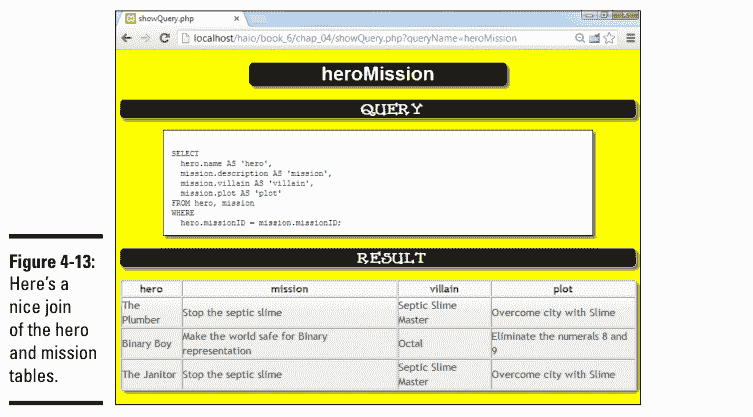 showQuery.php
localhost/haio/book_6/chap_04/showQuery.php?queryName=heroMission
heroMission
QUERY
SELECT
hero.name AS 'hero',
mission.description AS 'mission',
mission.villain AS 'villain',
mission.plot AS 'plot'
FROM hero, mission
WHERE
hero.missionID = mission.missionID;
RESULT
hero mission villain plot
The Plumber Stop the septic slime Septic Slime Master Overcome city with Slime
Binary Boy Make the world safe for Binary representation Octal Eliminate the numerals 8 and 9
The Janitor Stop the septic slime Septic Slime Master Overcome city with Slime
Figure 4-13:
Here's a
nice join
of the hero
and mission
tables.